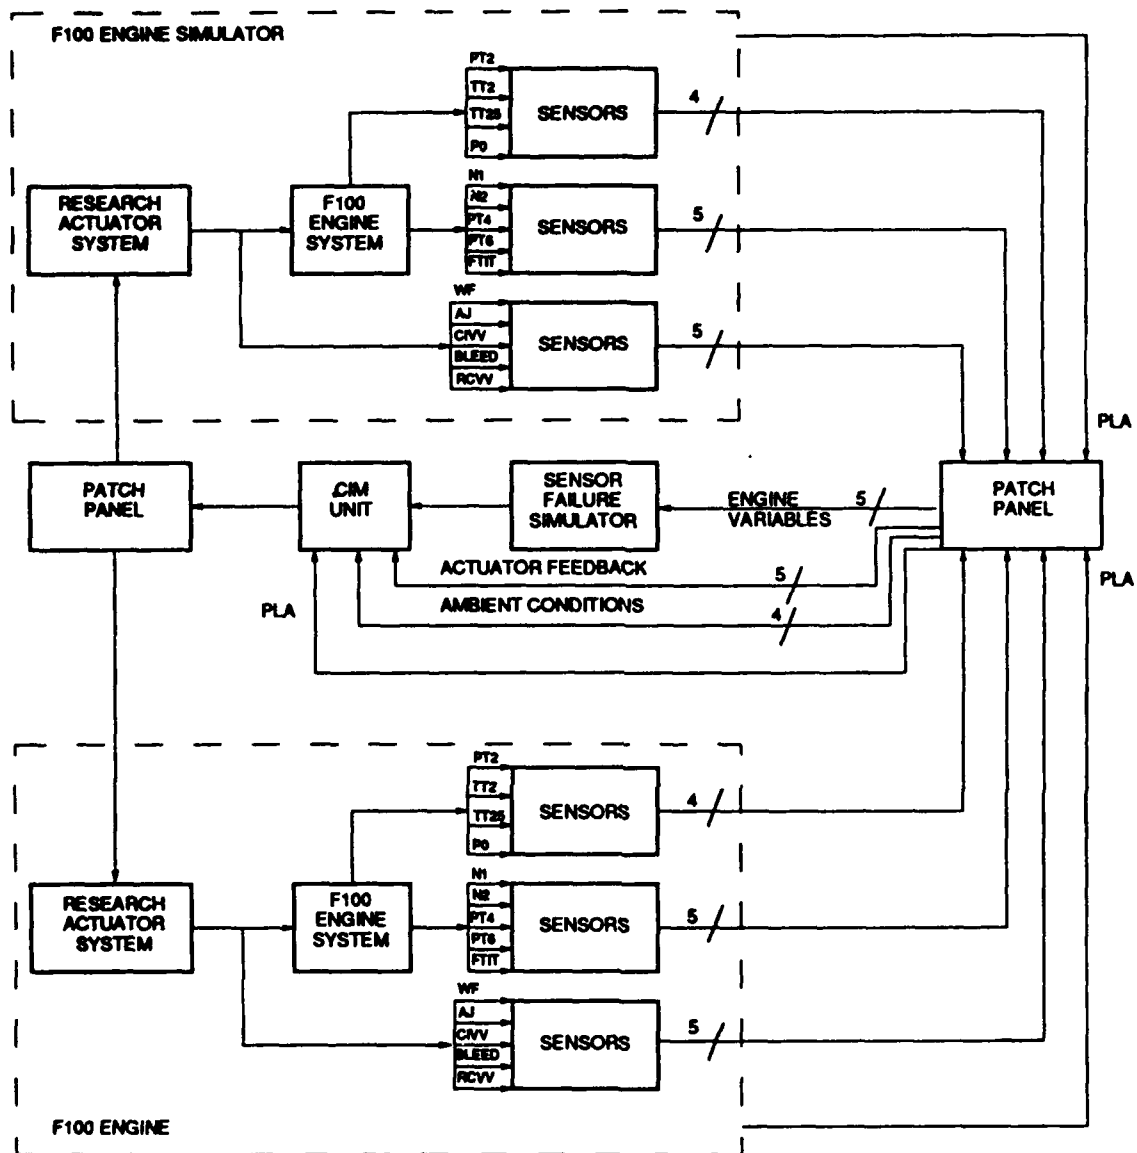 F100 ENGINE SIMULATOR
PT2
TT2
TT25
P0
SENSORS
4
RESEARCH
ACTUATOR
SYSTEM
F100
ENGINE
SYSTEM
N1
N2
PT4
PT6
FTIT
SENSORS
5
WF
AJ
CIVV
BLEED
RCVV
SENSORS
5
PLA
PATCH
PANEL
CIM
UNIT
SENSOR
FAILURE
SIMULATOR
ENGINE
VARIABLES
5
PATCH
PANEL
ACTUATOR FEEDBACK
5
PLA
AMBIENT CONDITIONS
4
PLA
PT2
TT2
TT25
P0
SENSORS
4
RESEARCH
ACTUATOR
SYSTEM
F100
ENGINE
SYSTEM
N1
N2
PT4
PT6
FTIT
SENSORS
5
WF
AJ
CIVV
BLEED
RCVV
SENSORS
5
F100 ENGINE